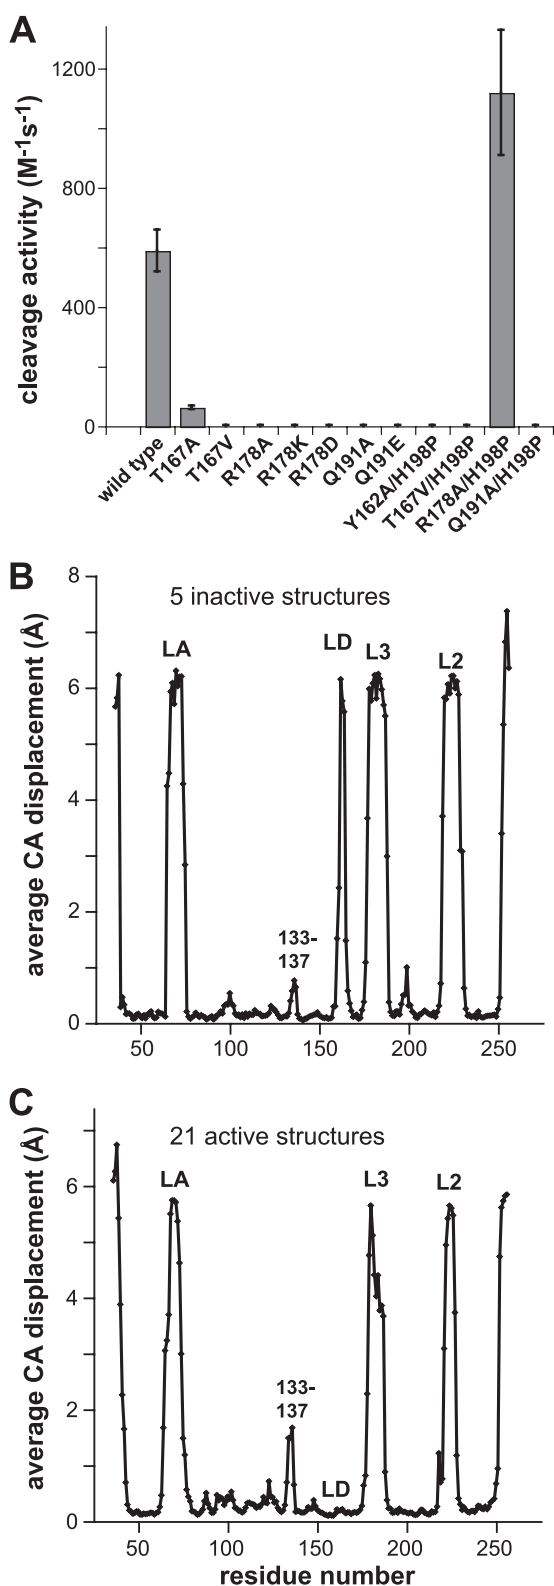 A
cleavage activity (M-1s-1)
1200
800
400
0
wild type
T167A
T167V
R178A
R178K
R178D
Q191A
Q191E
Y162A/H198P
T167V/H198P
R178A/H198P
Q191A/H198P
B
average CA displacement (Å)
8
6
4
2
0
5 inactive structures
LA
LD
L3
L2
133-
137
50 100 150 200 250
C
average CA displacement (Å)
6
4
2
0
21 active structures
LA
L3
L2
133-
137
LD
50 100 150 200 250
residue number